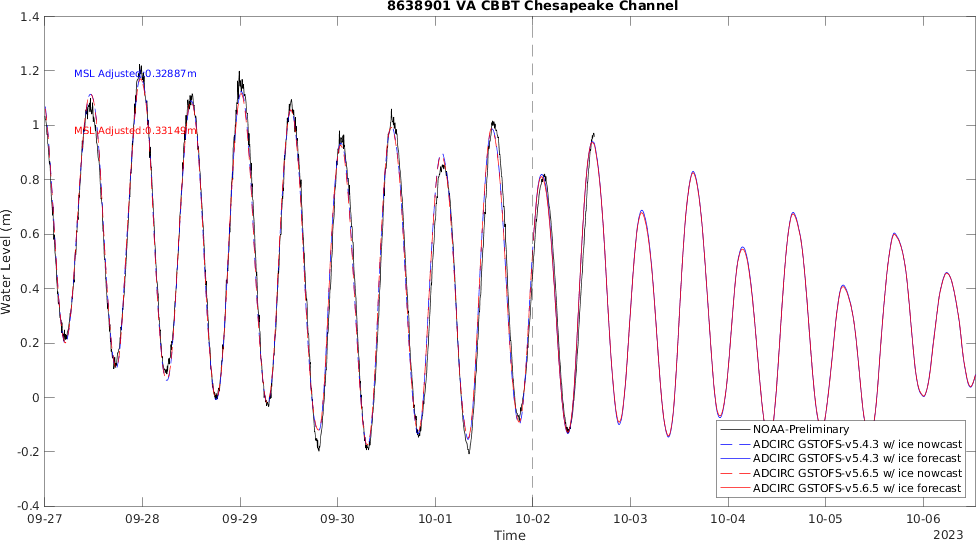 8638901 VA CBBT Chesapeake Channel
1.4
1.2
1
0.8
0.6
0.4
0.2
0
-0.2
-0.4
Water Level (m)
MSL Adjusted:0.32887m
MSL Adjusted:0.33149m
NOAA-Preliminary
ADCIRC GSTOFS-v5.4.3 w/ ice nowcast
ADCIRC GSTOFS-v5.4.3 w/ ice forecast
ADCIRC GSTOFS-v5.6.5 w/ ice nowcast
ADCIRC GSTOFS-v5.6.5 w/ ice forecast
09-27 09-28 09-29 09-30 10-01 10-02 10-03 10-04 10-05 10-06
Time
2023